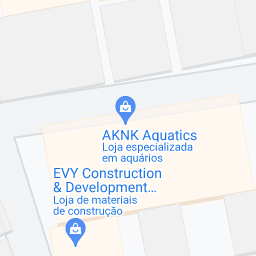 AKNK Aquatics
Loja especializada
em aquários
EVY Construction
& Development...
Loja de materiais
de construção